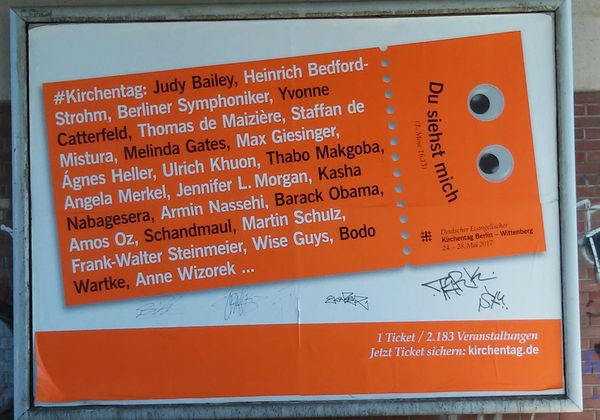 #Kirchentag: Judy Bailey, Heinrich Bedford-
Strohm, Berliner Symphoniker, Yvonne
Catterfeld, Thomas de Maizière, Staffan de
Mistura, Melinda Gates, Max Giesinger,
Ágnes Heller, Ulrich Khuon, Thabo Makgoba,
Angela Merkel, Jennifer L. Morgan, Kasha
Nabagesera, Armin Nassehi, Barack Obama,
Amos Oz, Schandmaul, Martin Schulz,
Frank-Walter Steinmeier, Wise Guys, Bodo
Wartke, Anne Wizorek ...
Du siehst mich
(1. Mose 16,13)
# Deutscher Evangelischer
Kirchentag Berlin – Wittenberg
24. – 28. Mai 2017
1 Ticket / 2.183 Veranstaltungen
Jetzt Ticket sichern: kirchentag.de